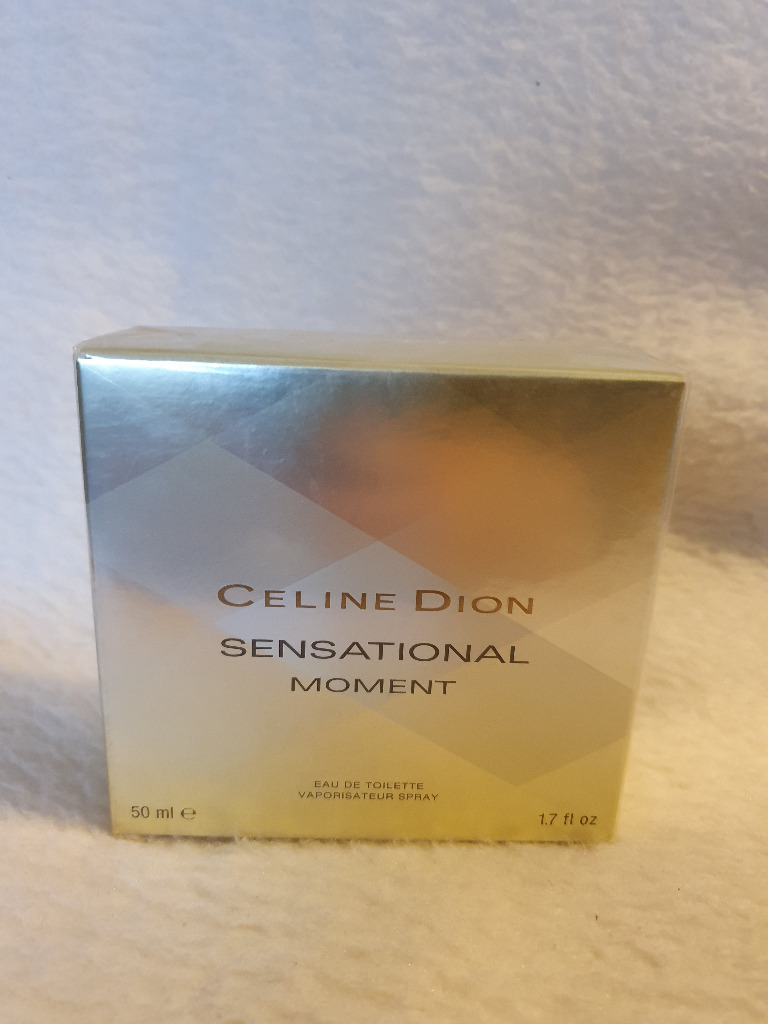 CELINE DION
SENSATIONAL
MOMENT
EAU DE TOILETTE
VAPORISATEUR SPRAY
50 ml ℮
1.7 fl oz